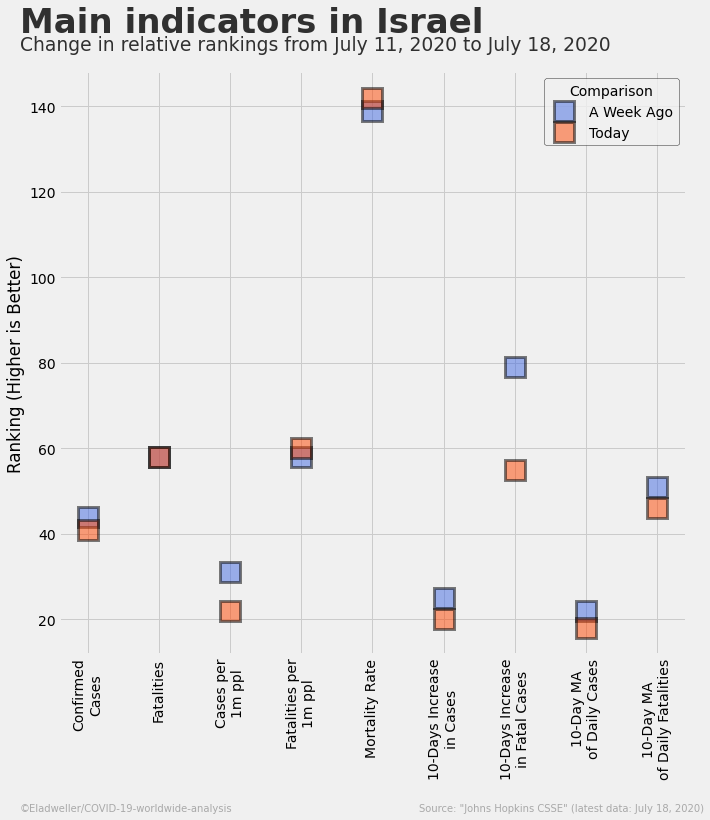 Main indicators in Israel
Change in relative rankings from July 11, 2020 to July 18, 2020
Comparison
A Week Ago
Today
Ranking (Higher is Better)
140
120
100
80
60
40
20
Confirmed
Cases
Fatalities
Cases per
1m ppl
Fatalities per
1m ppl
Mortality Rate
10-Days Increase
in Cases
10-Days Increase
in Fatal Cases
10-Day MA
of Daily Cases
10-Day MA
of Daily Fatalities
©Eladweller/COVID-19-worldwide-analysis
Source: "Johns Hopkins CSSE" (latest data: July 18, 2020)